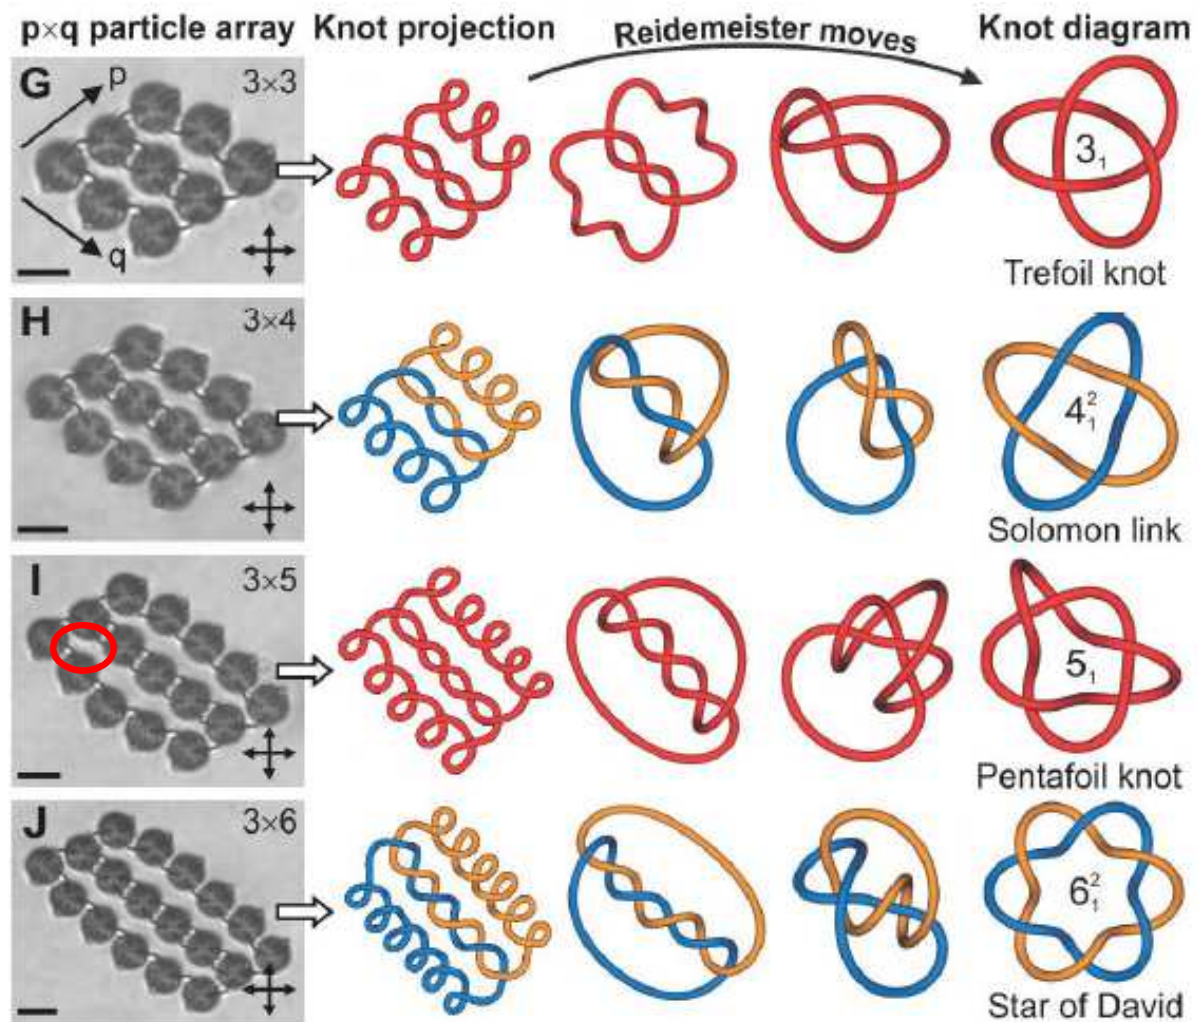 p×q particle array Knot projection Reidemeister moves Knot diagram
G 3×3
p
q
3₁
Trefoil knot
H 3×4
4²₁
Solomon link
I 3×5
5₁
Pentafoil knot
J 3×6
6²₁
Star of David